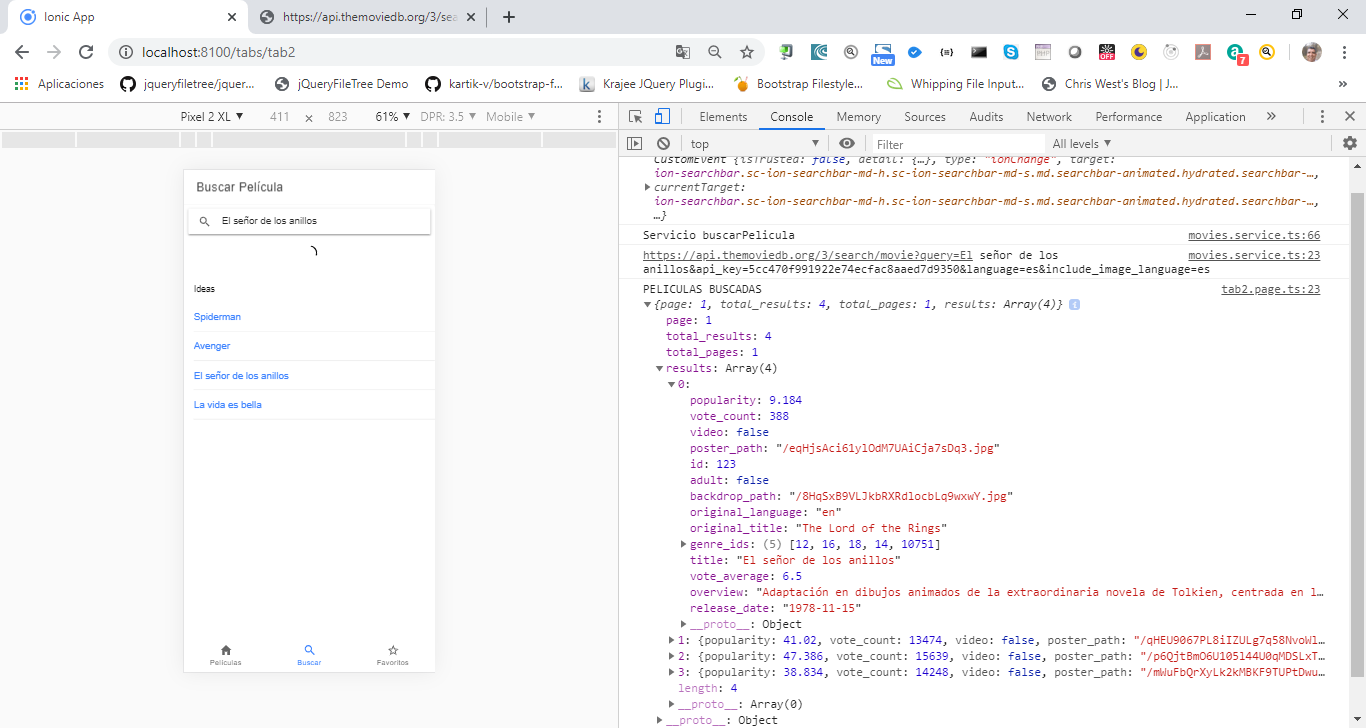 Ionic App
https://api.themoviedb.org/3/sea
localhost:8100/tabs/tab2
New
OFF
7
Aplicaciones
jqueryfiletree/jquer...
jQueryFileTree Demo
kartik-v/bootstrap-f...
Krajee JQuery Plugi...
Bootstrap Filestyle...
Whipping File Input...
Chris West's Blog | J...
Pixel 2 XL ▼
411 x 823
61% ▼
DPR: 3.5 ▼
Mobile ▼
Elements
Console
Memory
Sources
Audits
Network
Performance
Application
top
Filter
All levels ▼
Buscar Película
El señor de los anillos
Ideas
Spiderman
Avenger
El señor de los anillos
La vida es bella
Películas
Buscar
Favoritos
CustomEvent {isTrusted: false, detail: {…}, type: "ionChange", target:
ion-searchbar.sc-ion-searchbar-md-h.sc-ion-searchbar-md-s.md.searchbar-animated.hydrated.searchbar-…,
currentTarget:
ion-searchbar.sc-ion-searchbar-md-h.sc-ion-searchbar-md-s.md.searchbar-animated.hydrated.searchbar-…,
…}
Servicio buscarPelicula movies.service.ts:66
https://api.themoviedb.org/3/search/movie?query=El señor de los movies.service.ts:23
anillos&api_key=5cc470f991922e74ecfac8aaed7d9350&language=es&include_image_language=es
PELICULAS BUSCADAS tab2.page.ts:23
{page: 1, total_results: 4, total_pages: 1, results: Array(4)}
page: 1
total_results: 4
total_pages: 1
results: Array(4)
0:
popularity: 9.184
vote_count: 388
video: false
poster_path: "/eqHjsAci61ylOdM7UAiCja7sDq3.jpg"
id: 123
adult: false
backdrop_path: "/8HqSxB9VLJkbRXRdlocbLq9wxwY.jpg"
original_language: "en"
original_title: "The Lord of the Rings"
genre_ids: (5) [12, 16, 18, 14, 10751]
title: "El señor de los anillos"
vote_average: 6.5
overview: "Adaptación en dibujos animados de la extraordinaria novela de Tolkien, centrada en l…
release_date: "1978-11-15"
__proto__: Object
1: {popularity: 41.02, vote_count: 13474, video: false, poster_path: "/qHEU9067PL8iIZULg7q58NvoWl…
2: {popularity: 47.386, vote_count: 15639, video: false, poster_path: "/p6QjtBmO6U105l44U0qMDSLxT…
3: {popularity: 38.834, vote_count: 14248, video: false, poster_path: "/mWuFbQrXyLk2kMBKF9TUPtDwu…
length: 4
__proto__: Array(0)
__proto__: Object